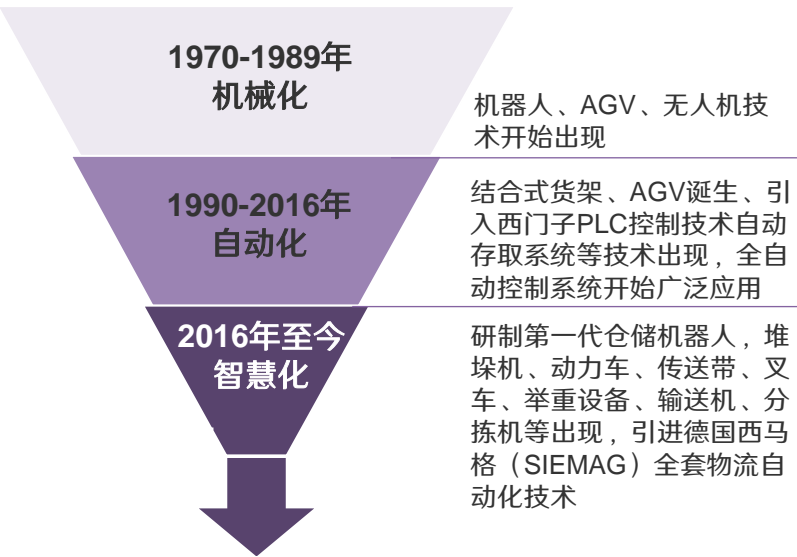 1970-1989年
机械化
机器人、AGV、无人机技
术开始出现
1990-2016年
自动化
结合式货架、AGV诞生、引
入西门子PLC控制技术自动
存取系统等技术出现，全自
动控制系统开始广泛应用
2016年至今
智慧化
研制第一代仓储机器人，堆
垛机、动力车、传送带、叉
车、举重设备、输送机、分
拣机等出现，引进德国西马
格（SIEMAG）全套物流自
动化技术